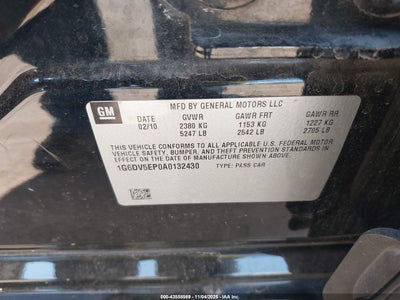 GM
MFD BY GENERAL MOTORS LLC
DATE GVWR GAWR FRT GAWR RR
02/10 2380 KG 1153 KG 1227 KG
5247 LB 2542 LB 2705 LB
THIS VEHICLE CONFORMS TO ALL APPLICABLE U.S. FEDERAL MOTOR
VEHICLE SAFETY, BUMPER, AND THEFT PREVENTION STANDARDS IN
EFFECT ON THE DATE OF MANUFACTURE SHOWN ABOVE.
1G6DV5EP0A0132430 TYPE: PASS CAR
000-43558569 - 11/04/2025 - IAAI